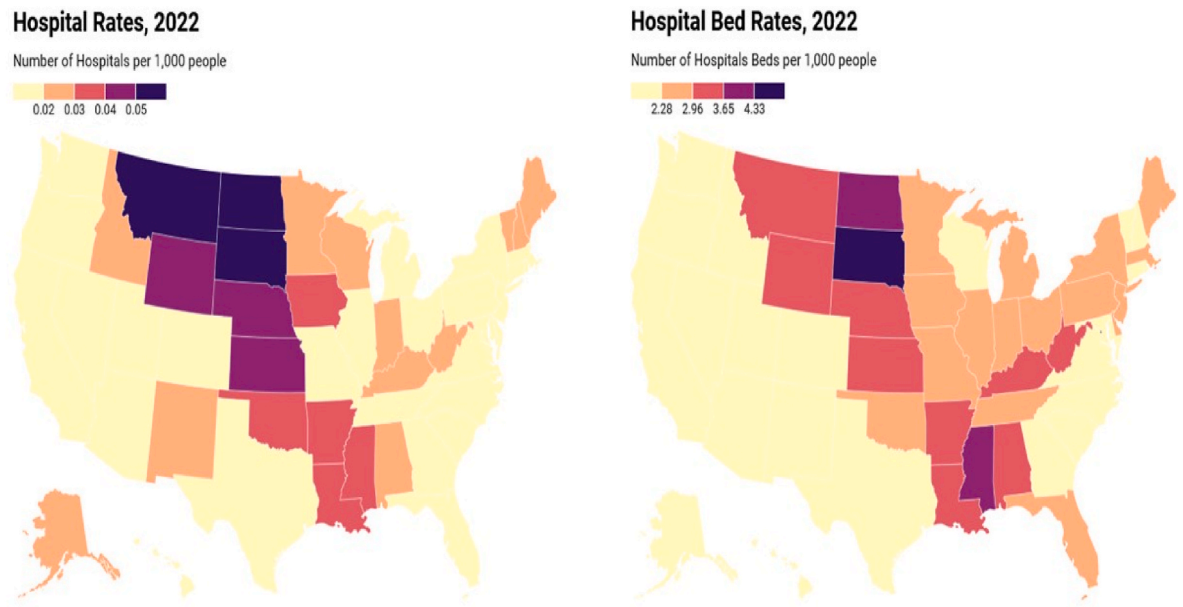 Hospital Rates, 2022
Number of Hospitals per 1,000 people
0.02 0.03 0.04 0.05
Hospital Bed Rates, 2022
Number of Hospitals Beds per 1,000 people
2.28 2.96 3.65 4.33